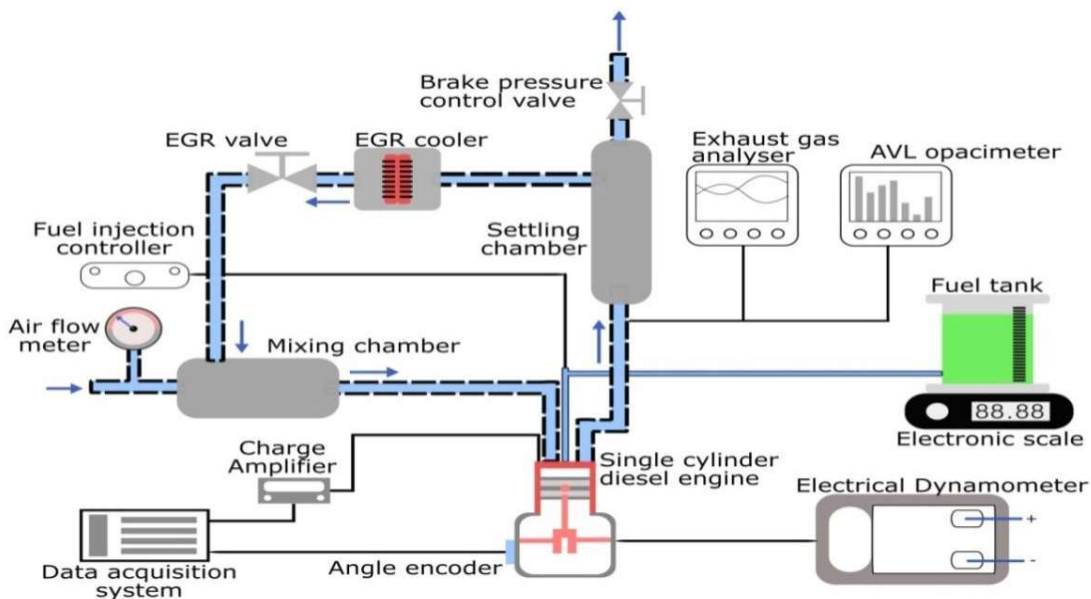 Brake pressure
control valve
EGR valve
EGR cooler
Exhaust gas
analyser
AVL opacimeter
Fuel injection
controller
Settling
chamber
Fuel tank
Air flow
meter
Mixing chamber
88.88
Electronic scale
Charge
Amplifier
Single cylinder
diesel engine
Electrical Dynamometer
+
-
Data acquisition
system
Angle encoder